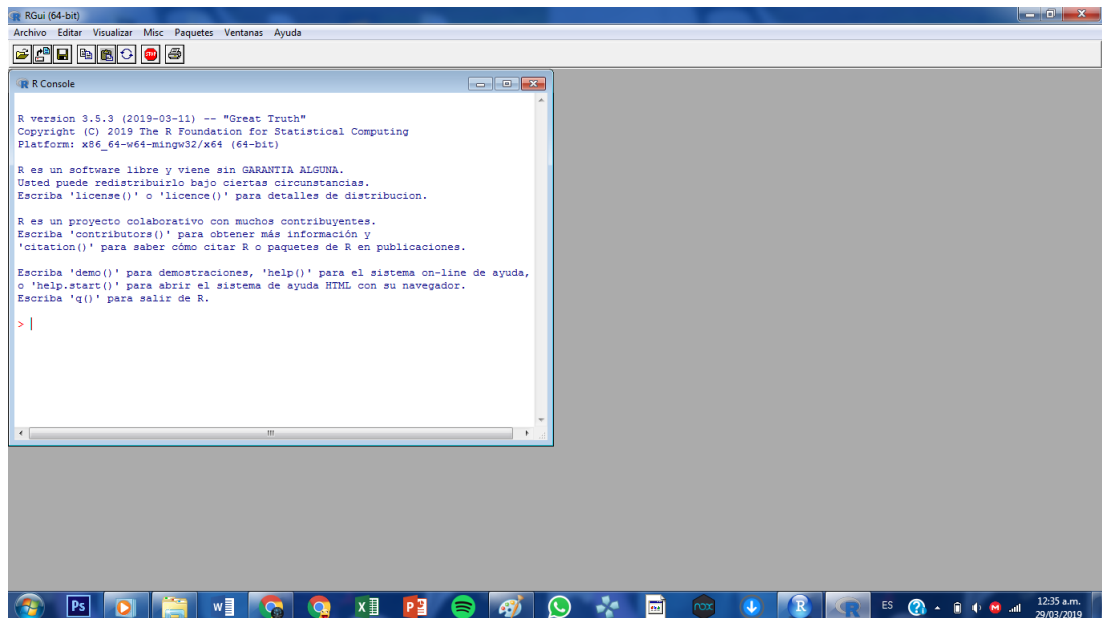 RGui (64-bit)
Archivo Editar Visualizar Misc Paquetes Ventanas Ayuda
STOP
R Console
R version 3.5.3 (2019-03-11) -- "Great Truth"
Copyright (C) 2019 The R Foundation for Statistical Computing
Platform: x86_64-w64-mingw32/x64 (64-bit)
R es un software libre y viene sin GARANTIA ALGUNA.
Usted puede redistribuirlo bajo ciertas circunstancias.
Escriba 'license()' o 'licence()' para detalles de distribucion.
R es un proyecto colaborativo con muchos contribuyentes.
Escriba 'contributors()' para obtener más información y
'citation()' para saber cómo citar R o paquetes de R en publicaciones.
Escriba 'demo()' para demostraciones, 'help()' para el sistema on-line de ayuda,
o 'help.start()' para abrir el sistema de ayuda HTML con su navegador.
Escriba 'q()' para salir de R.
>
Ps W X P nox R R ES 12:35 a.m.
29/03/2019